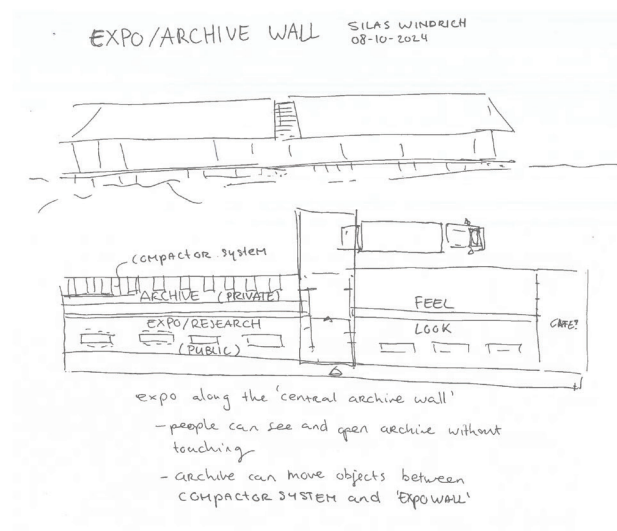 EXPO/ARCHIVE WALL
SILAS WINDRICH
08-10-2024
COMPACTOR SYSTEM
ARCHIVE (PRIVATE)
EXPO/RESEARCH
(PUBLIC)
FEEL
LOOK
CAFE?
expo along the 'central archive wall'
- people can see and open archive without
touching
- archive can move objects between
COMPACTOR SYSTEM and 'EXPOWALL'